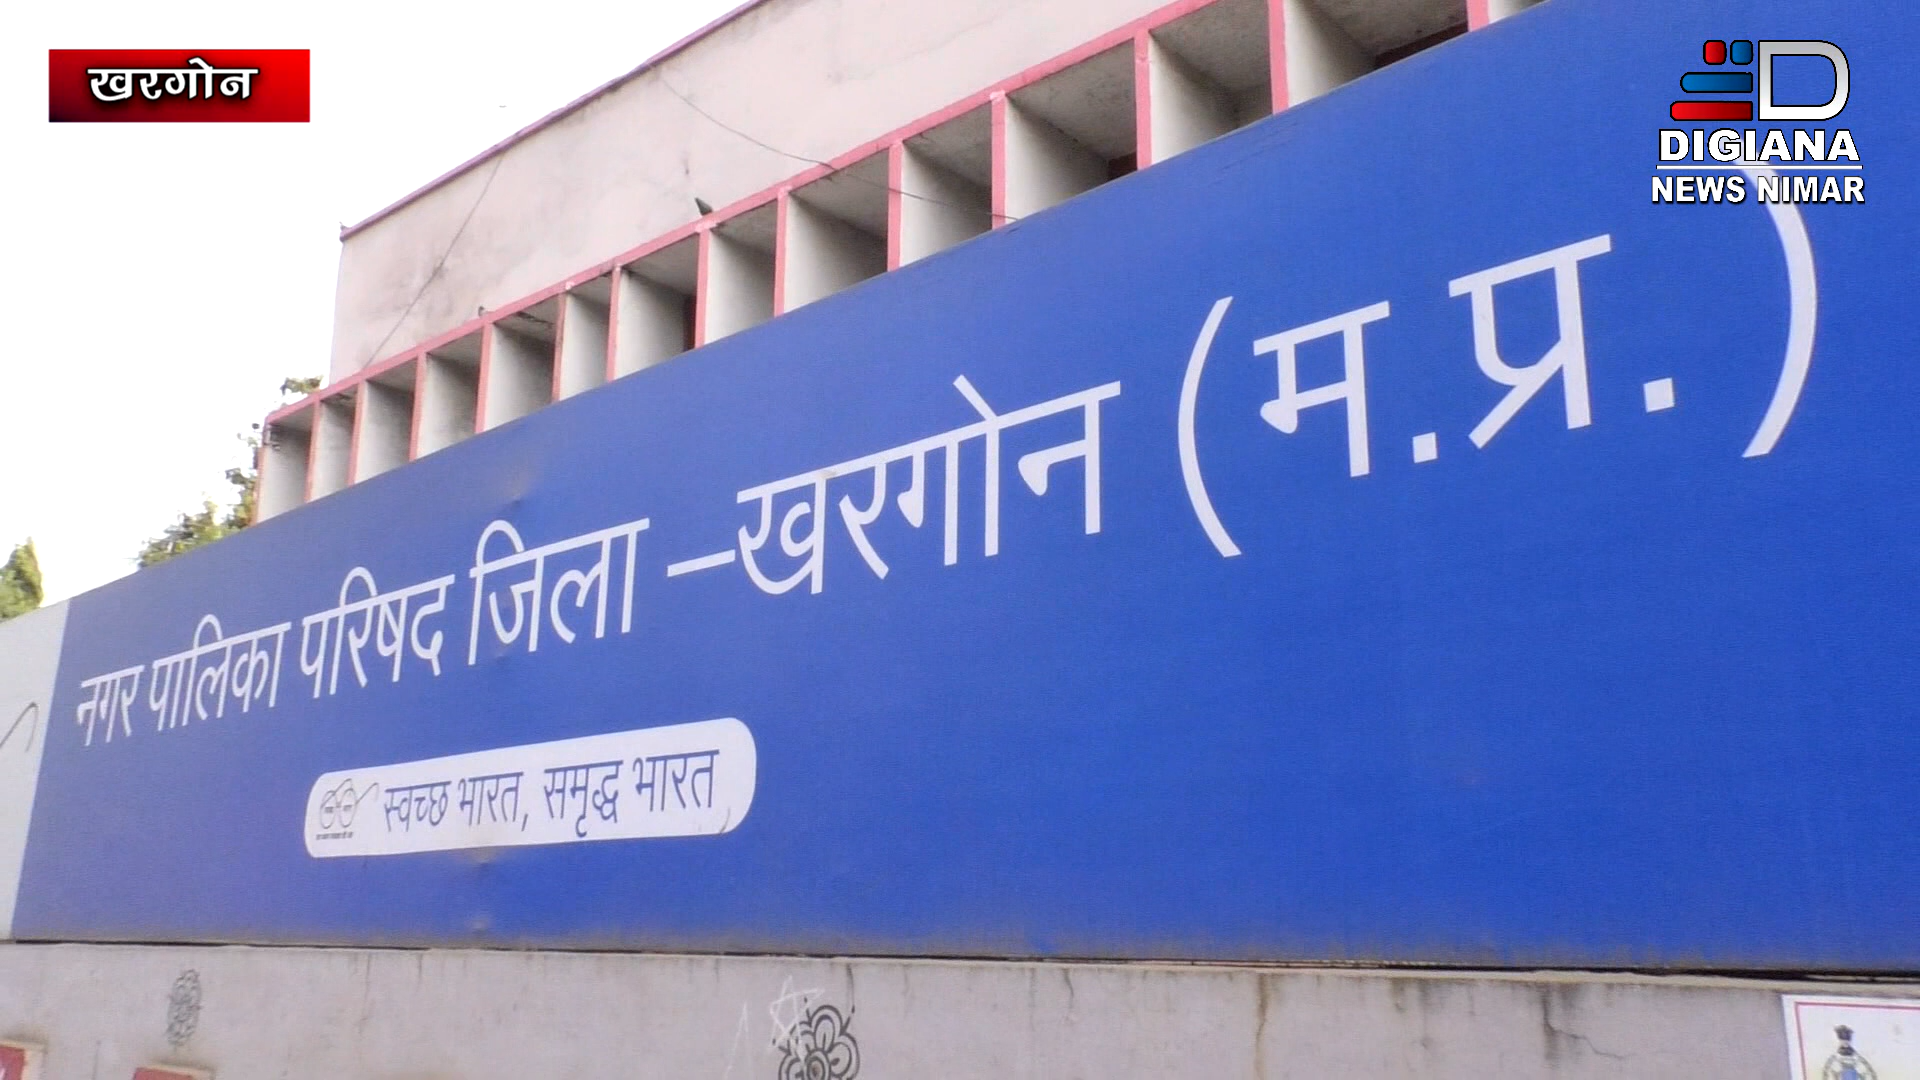 खरगोन
DIGIANA
NEWS NIMAR
नगर पालिका परिषद जिला –खरगोन (म.प्र.)
स्वच्छ भारत, समृद्ध भारत